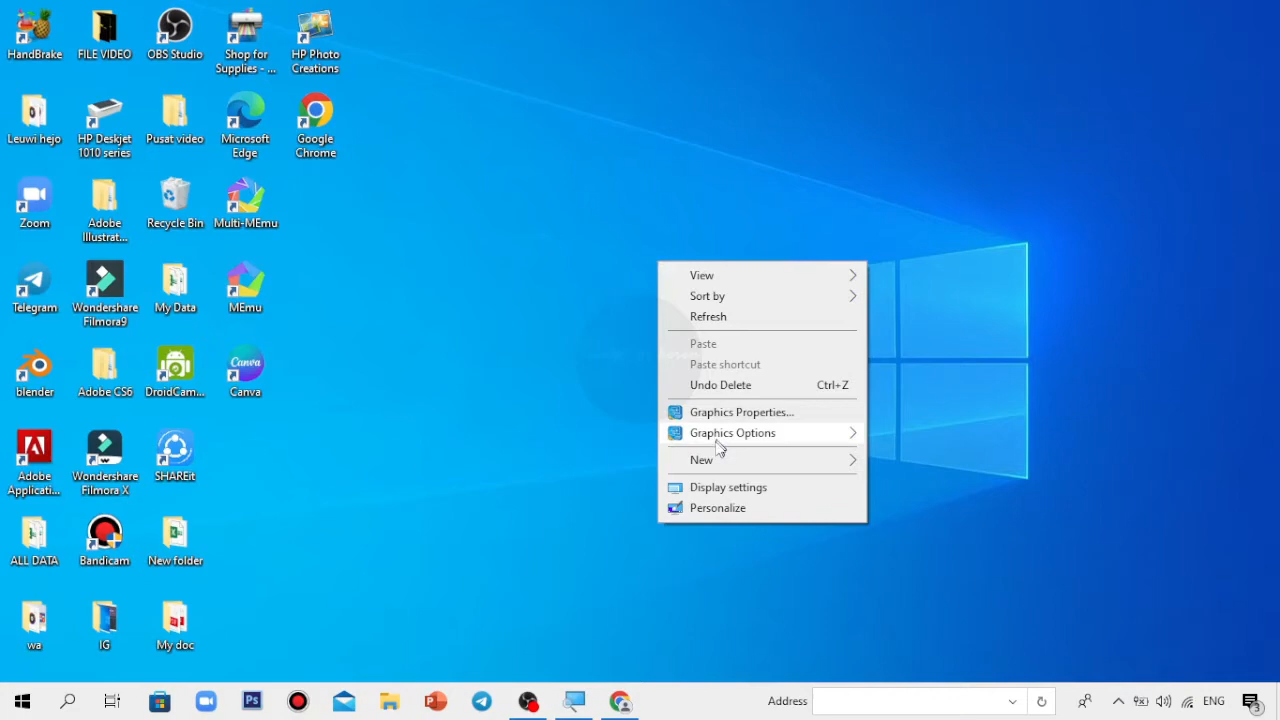 HandBrake
FILE VIDEO
OBS Studio
Shop for
Supplies - ...
HP Photo
Creations
Leuwi hejo
HP Deskjet
1010 series
Pusat video
Microsoft
Edge
Google
Chrome
Zoom
Adobe
Illustrat...
Recycle Bin
Multi-MEmu
Telegram
Wondershare
Filmora9
My Data
MEmu
blender
Adobe CS6
DroidCam...
Canva
Canva
Adobe
Applicati...
Wondershare
Filmora X
SHAREit
ALL DATA
Bandicam
New folder
wa
IG
My doc
View
Sort by
Refresh
Paste
Paste shortcut
Undo Delete Ctrl+Z
Graphics Properties...
Graphics Options
New
Display settings
Personalize
Ps
Address
ENG
3